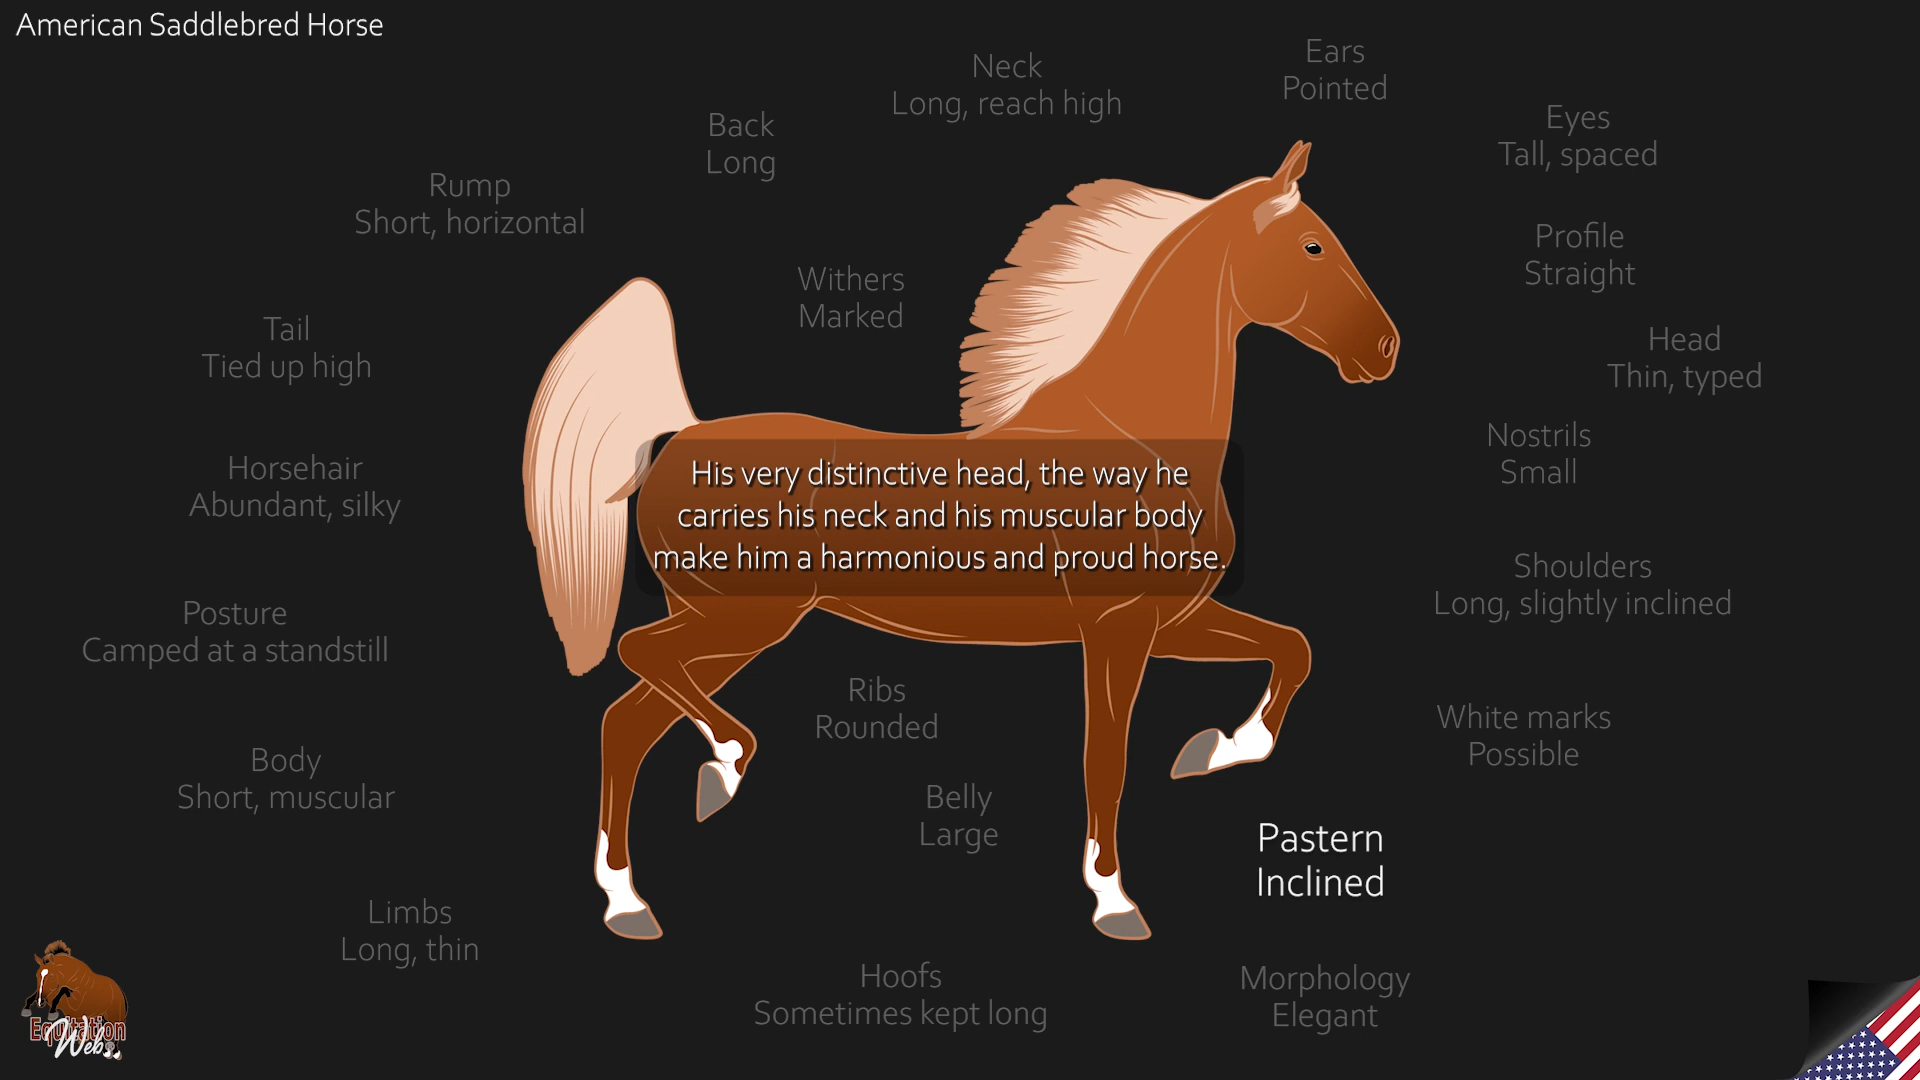 American Saddlebred Horse
Neck
Long, reach high
Ears
Pointed
Back
Long
Eyes
Tall, spaced
Rump
Short, horizontal
Profile
Straight
Withers
Marked
Tail
Tied up high
Head
Thin, typed
Nostrils
Small
Horsehair
Abundant, silky
His very distinctive head, the way he
carries his neck and his muscular body
make him a harmonious and proud horse.
Shoulders
Long, slightly inclined
Posture
Camped at a standstill
Ribs
Rounded
White marks
Possible
Body
Short, muscular
Belly
Large
Pastern
Inclined
Limbs
Long, thin
Hoofs
Sometimes kept long
Morphology
Elegant
Equitation
Webs